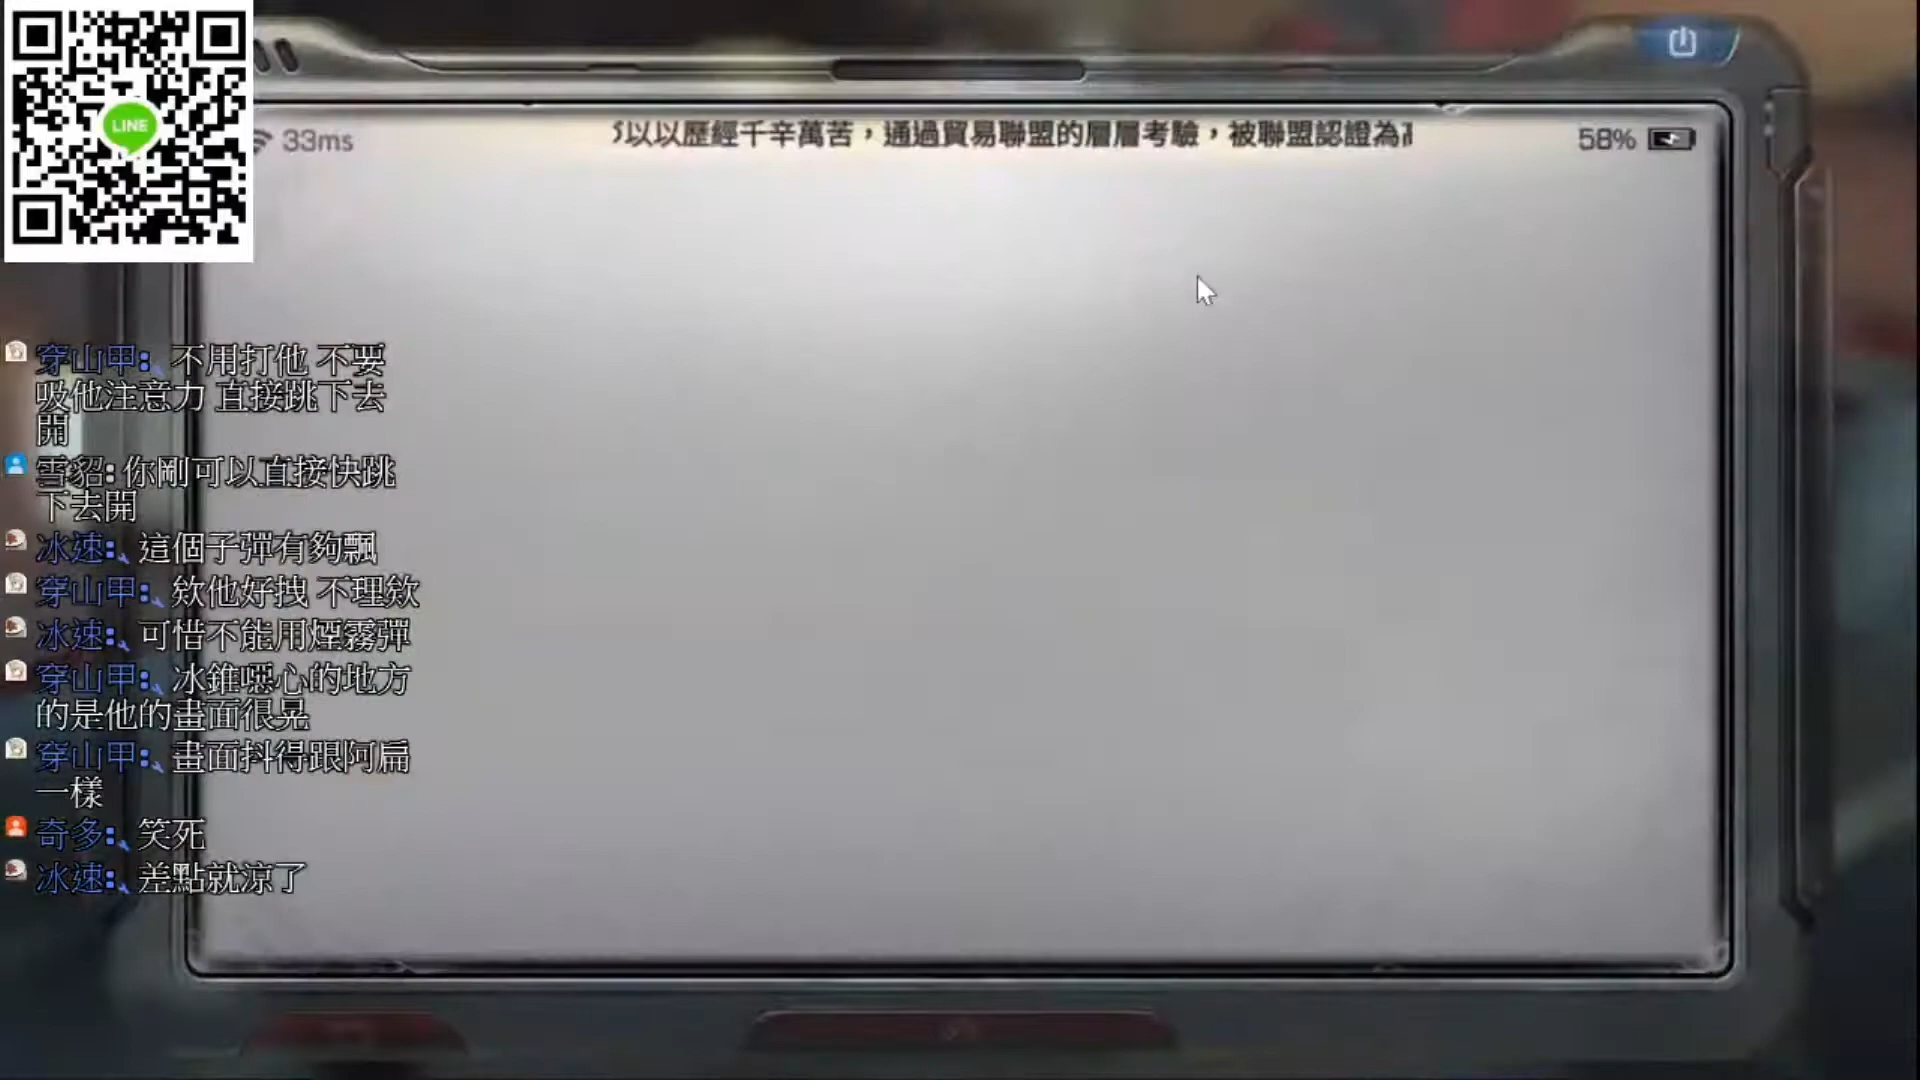 LINE
33ms
以以歷經千辛萬苦，通過貿易聯盟的層層考驗，被聯盟認證為
58%
穿山甲: 不用打他 不要
吸他注意力 直接跳下去
開
雪貂: 你剛可以直接快跳
下去開
冰速: 這個子彈有夠飄
穿山甲: 欸他好拽 不理欸
冰速: 可惜不能用煙霧彈
穿山甲: 冰錐噁心的地方
的是他的畫面很晃
穿山甲: 畫面抖得跟阿扁
一樣
奇多: 笑死
冰速: 差點就涼了